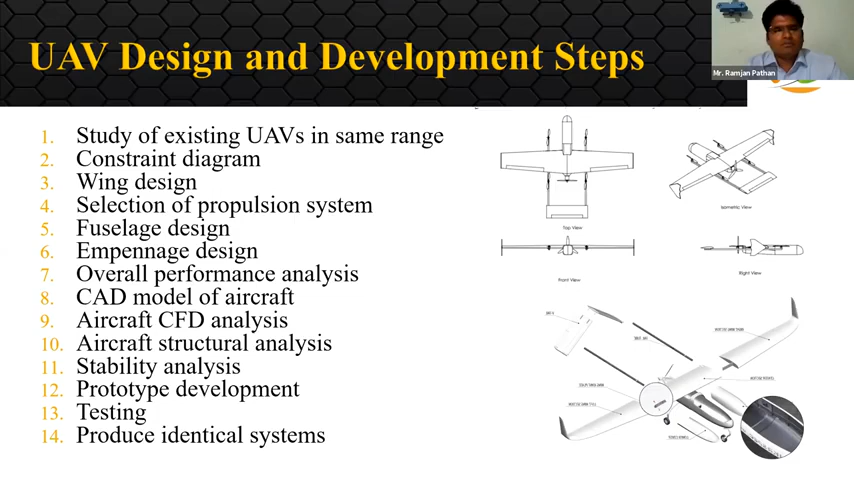 UAV Design and Development Steps
Mr. Ramjan Pathan
1. Study of existing UAVs in same range
2. Constraint diagram
3. Wing design
4. Selection of propulsion system
5. Fuselage design
6. Empennage design
7. Overall performance analysis
8. CAD model of aircraft
9. Aircraft CFD analysis
10. Aircraft structural analysis
11. Stability analysis
12. Prototype development
13. Testing
14. Produce identical systems
Top View
Isometric View
Front View
Right View